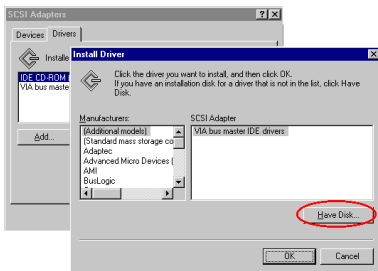 SCSI Adapters
Devices
Drivers
Installe
IDE CD-ROM
VIA bus maste
Add...
Install Driver
Click the driver you want to install, and then click OK.
If you have an installation disk for a driver that is not in the list, click Have
Disk.
Manufacturers:
(Additional models)
(Standard mass storage co
Adaptec
Advanced Micro Devices (
AMI
BusLogic
SCSI Adapter
VIA bus master IDE drivers
Have Disk...
OK
Cancel